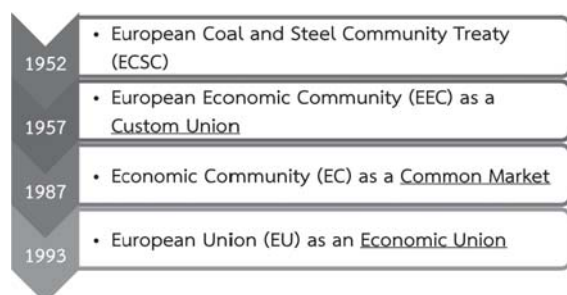 1952
• European Coal and Steel Community Treaty
(ECSC)
1957
• European Economic Community (EEC) as a
Custom Union
1987
• Economic Community (EC) as a Common Market
1993
• European Union (EU) as an Economic Union